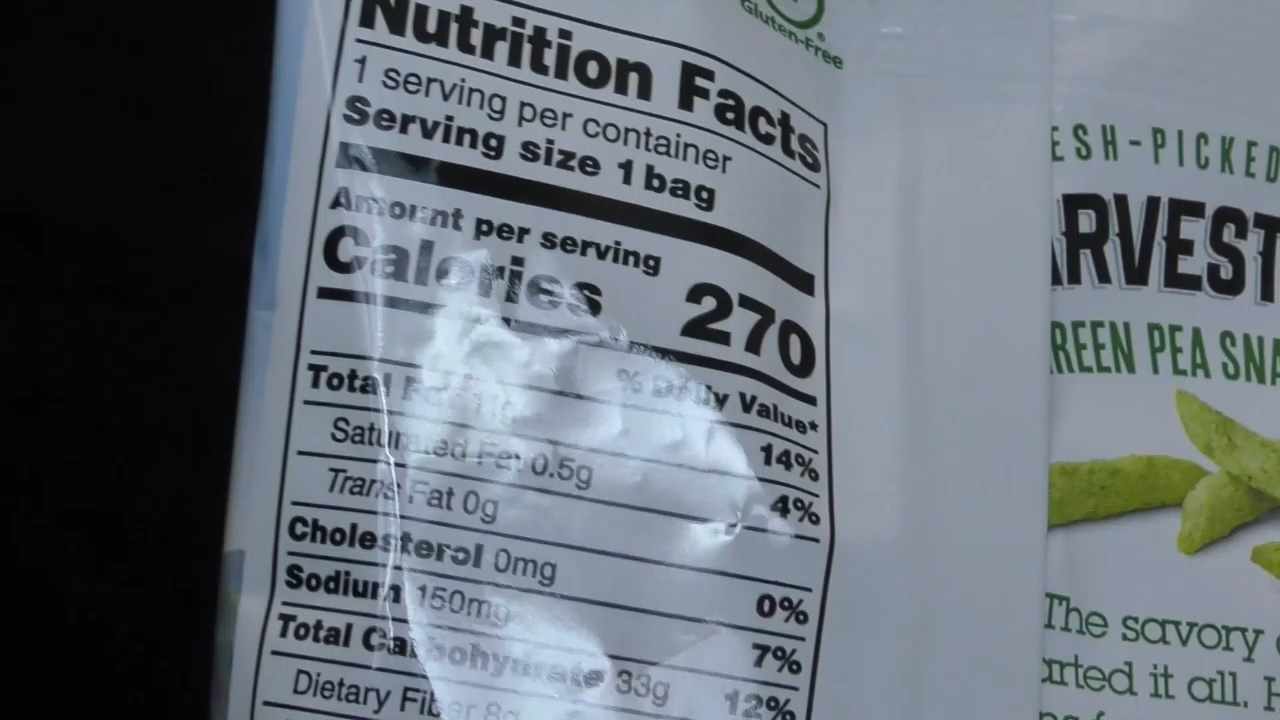 Gluten-Free
Nutrition Facts
1 serving per container
Serving size 1 bag
Amount per serving
Calories 270
% Daily Value*
Total 14%
Saturated Fat 0.5g 4%
Trans Fat 0g
Cholesterol 0mg 0%
Sodium 150mg 7%
Total Carbohydrate 33g 12%
Dietary Fiber 8g
ESH-PICKED
ARVEST
REEN PEA SNA
The savory
arted it all. H